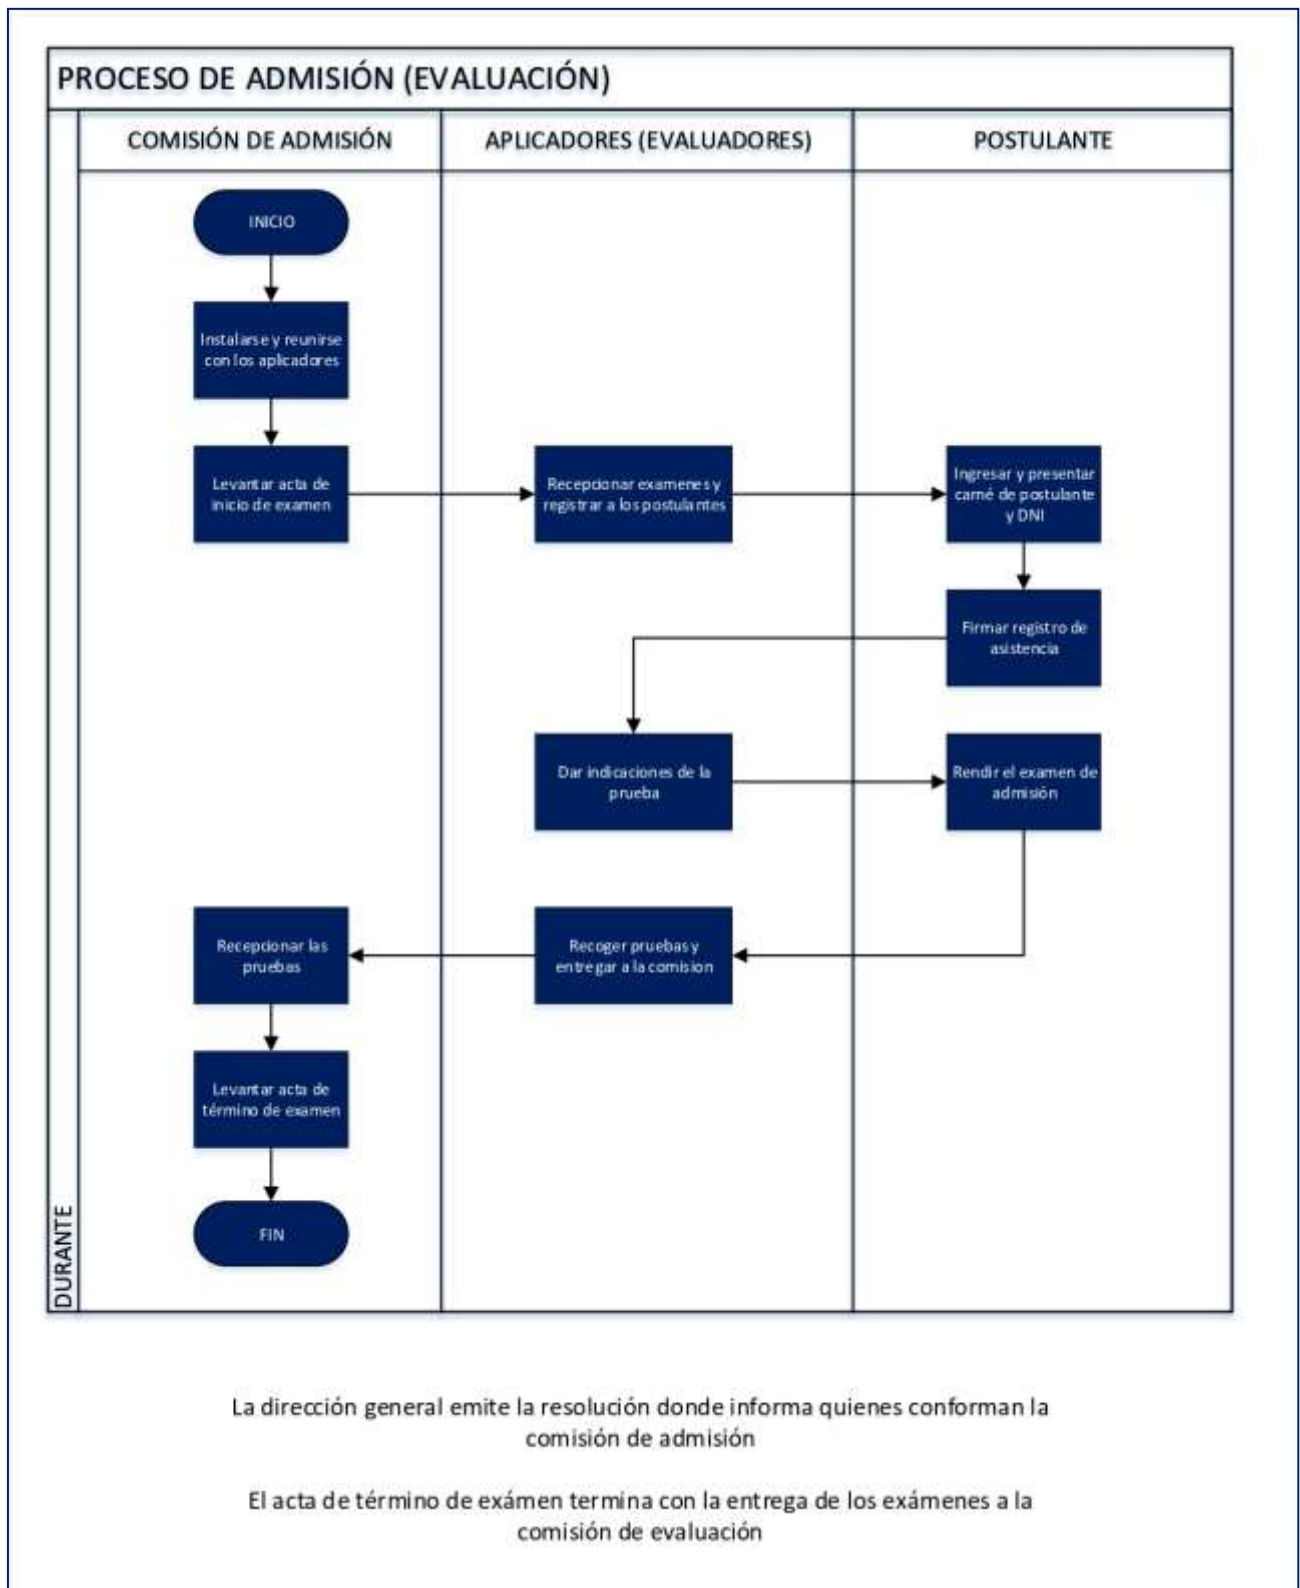 PROCESO DE ADMISIÓN (EVALUACIÓN)
COMISIÓN DE ADMISIÓN
APLICADORES (EVALUADORES)
POSTULANTE
INICIO
Instalarse y reunirse
con los aplicadores
Levantar acta de
inicio de examen
Recepcionar examenes y
registrar a los postulantes
Ingresar y presentar
carné de postulante
y DNI
Firmar registro de
asistencia
Dar indicaciones de la
prueba
Rendir el examen de
admisión
Recoger pruebas y
entregar a la comision
Recepcionar las
pruebas
Levantar acta de
término de examen
FIN
DURANTE
La dirección general emite la resolución donde informa quienes conforman la
comisión de admisión
El acta de término de exámen termina con la entrega de los exámenes a la
comisión de evaluación